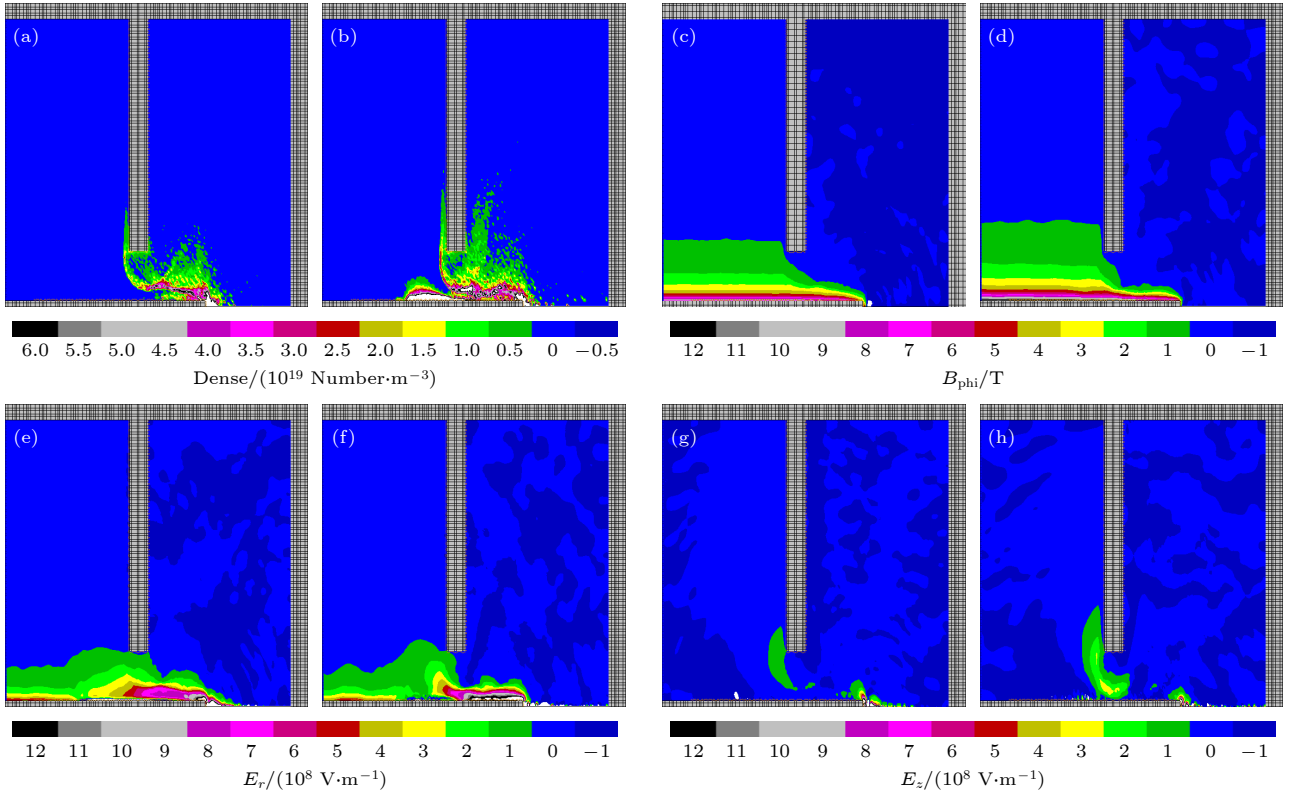 (a) (b) (c) (d)
6.0 5.5 5.0 4.5 4.0 3.5 3.0 2.5 2.0 1.5 1.0 0.5 0 −0.5
Dense/(10¹⁹ Number·m⁻³)
12 11 10 9 8 7 6 5 4 3 2 1 0 −1
B_phi/T
(e) (f) (g) (h)
12 11 10 9 8 7 6 5 4 3 2 1 0 −1
E_r/(10⁸ V·m⁻¹)
12 11 10 9 8 7 6 5 4 3 2 1 0 −1
E_z/(10⁸ V·m⁻¹)